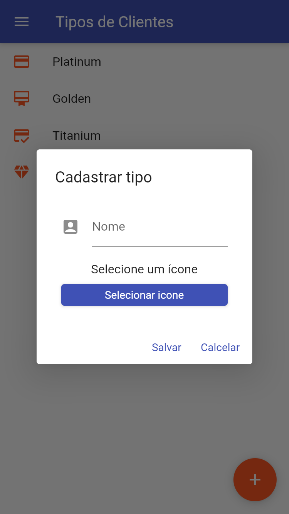 Tipos de Clientes
Platinum
Golden
Titanium
Cadastrar tipo
Nome
Selecione um ícone
Selecionar icone
Salvar
Calcelar